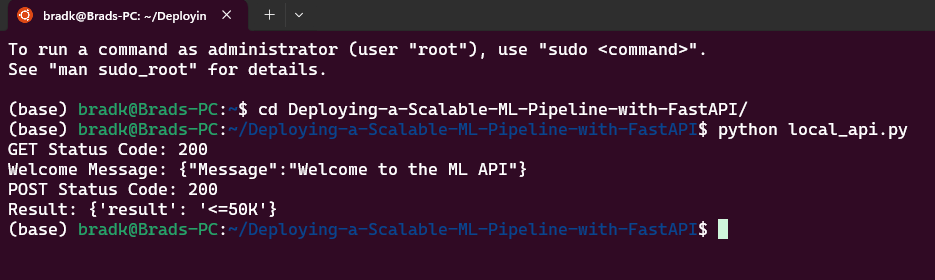 bradk@Brads-PC: ~/Deployin
To run a command as administrator (user "root"), use "sudo <command>".
See "man sudo_root" for details.
(base) bradk@Brads-PC:~$ cd Deploying-a-Scalable-ML-Pipeline-with-FastAPI/
(base) bradk@Brads-PC:~/Deploying-a-Scalable-ML-Pipeline-with-FastAPI$ python local_api.py
GET Status Code: 200
Welcome Message: {"Message":"Welcome to the ML API"}
POST Status Code: 200
Result: {'result': '<=50K'}
(base) bradk@Brads-PC:~/Deploying-a-Scalable-ML-Pipeline-with-FastAPI$